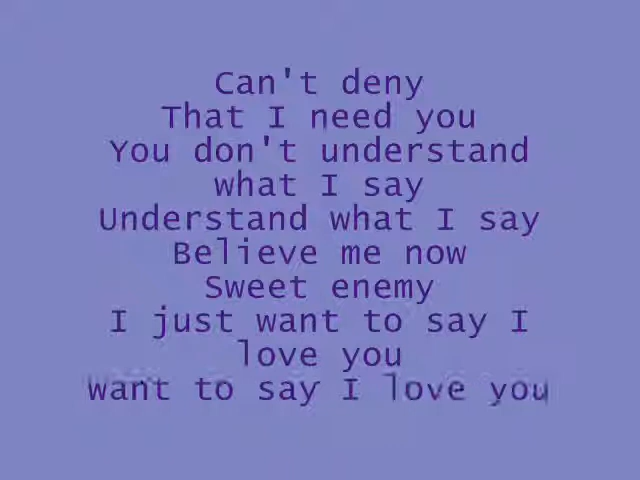 Can't deny
That I need you
You don't understand
what I say
Understand what I say
Believe me now
Sweet enemy
I just want to say I
love you
want to say I love you